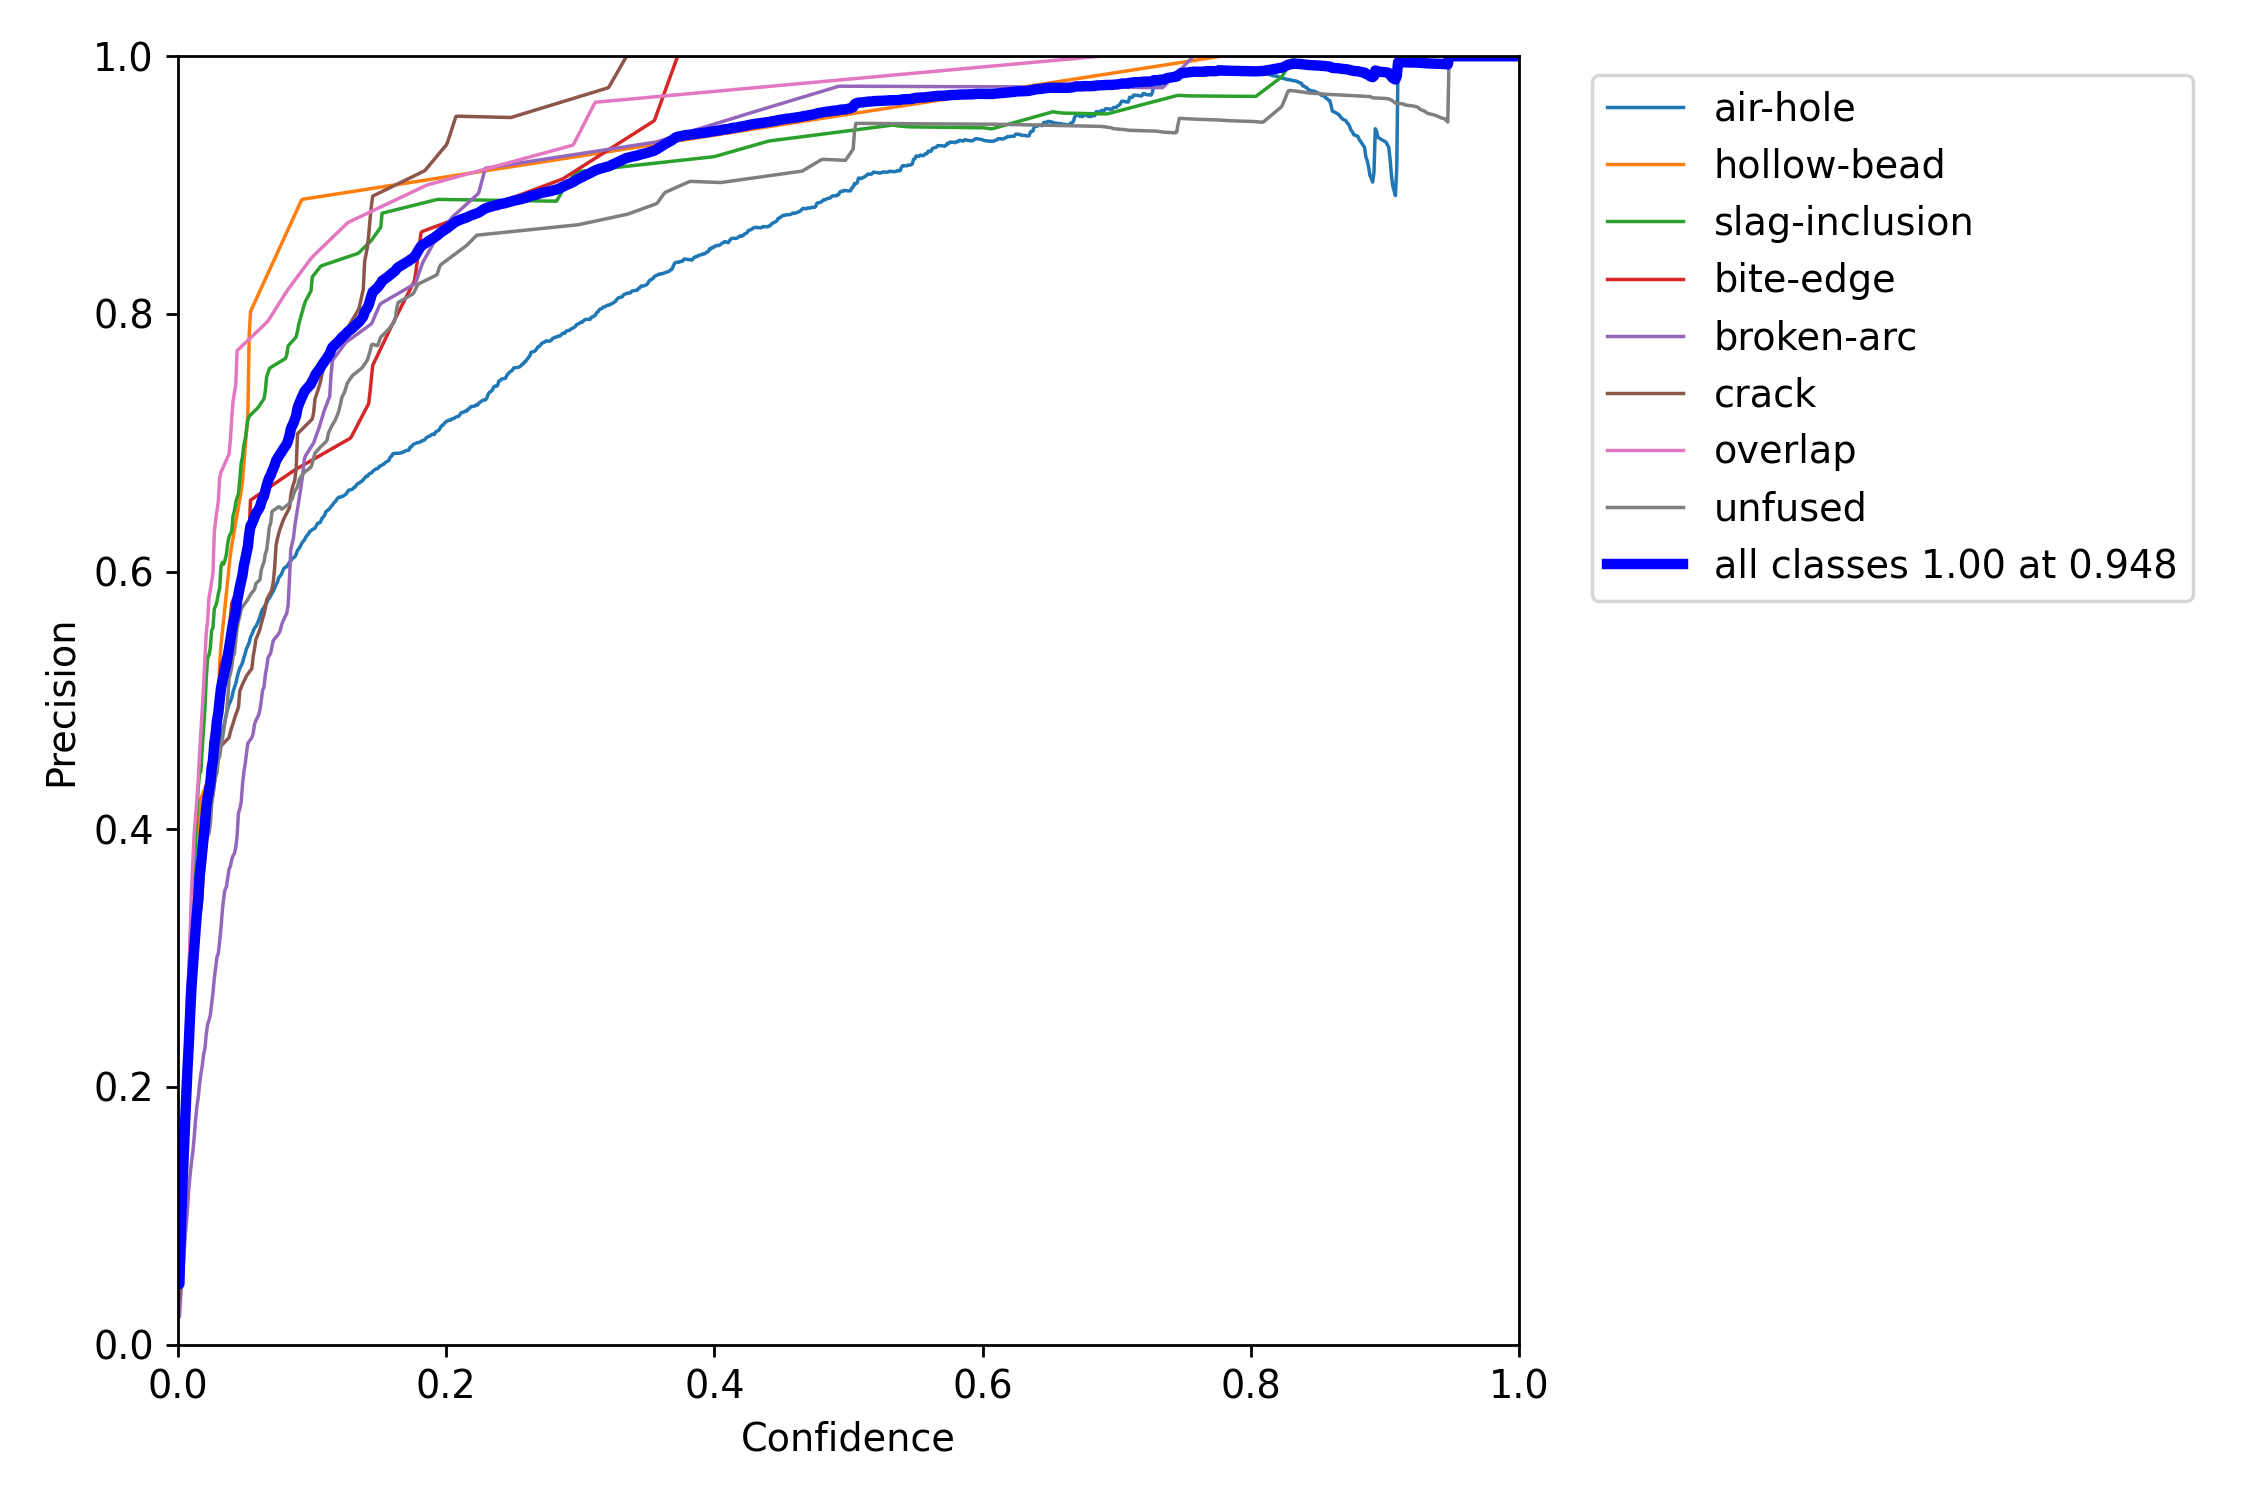 1.0
0.8
0.6
0.4
0.2
0.0
Precision
0.0 0.2 0.4 0.6 0.8 1.0
Confidence
air-hole
hollow-bead
slag-inclusion
bite-edge
broken-arc
crack
overlap
unfused
all classes 1.00 at 0.948